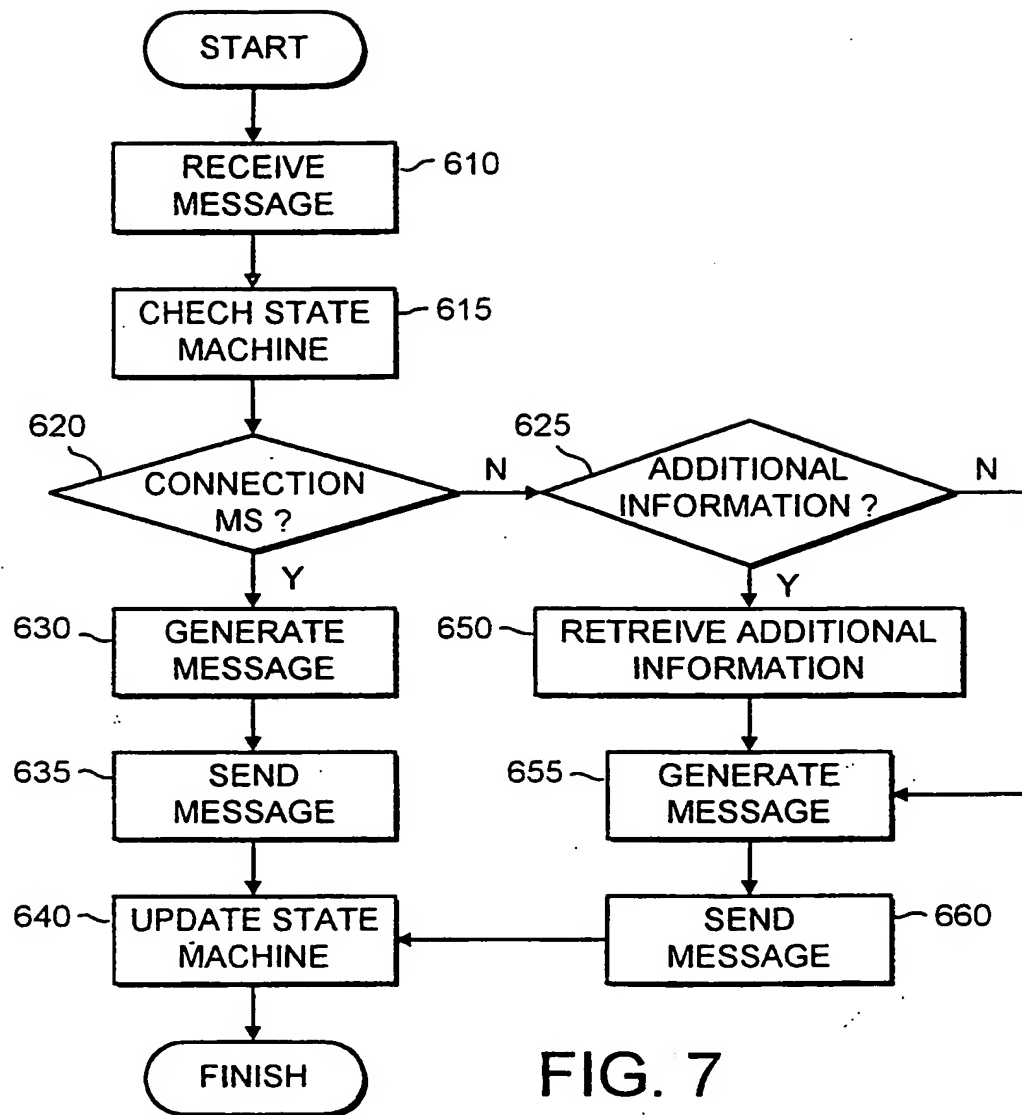 START
RECEIVE
MESSAGE
610
CHECH STATE
MACHINE
615
620
CONNECTION
MS ?
N
Y
625
ADDITIONAL
INFORMATION ?
N
Y
630
GENERATE
MESSAGE
650
RETREIVE ADDITIONAL
INFORMATION
635
SEND
MESSAGE
655
GENERATE
MESSAGE
640
UPDATE STATE
MACHINE
SEND
MESSAGE
660
FINISH
FIG. 7